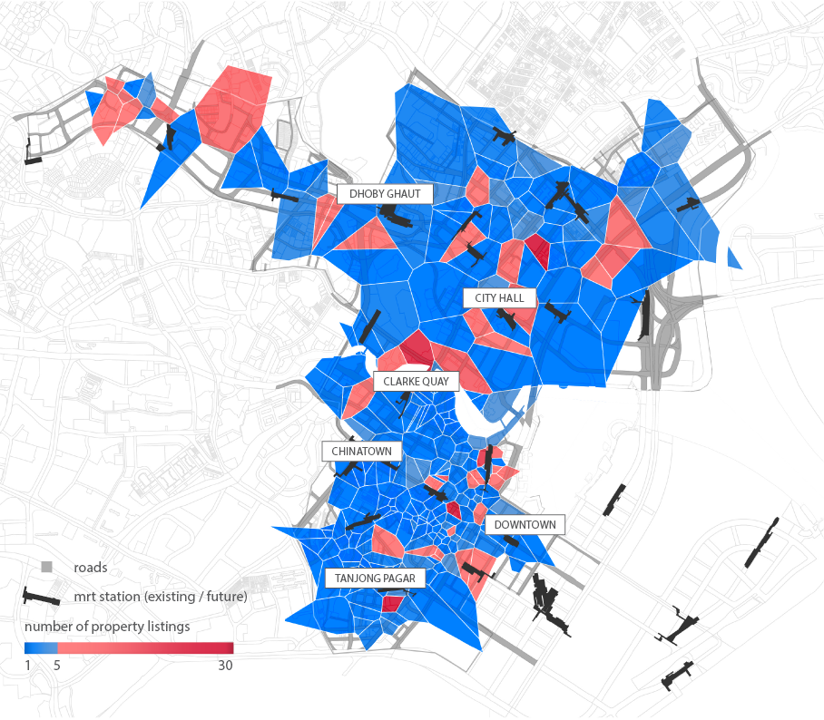 DHOBY GHAUT
CITY HALL
CLARKE QUAY
CHINATOWN
DOWNTOWN
TANJONG PAGAR
roads
mrt station (existing / future)
number of property listings
1 5 30